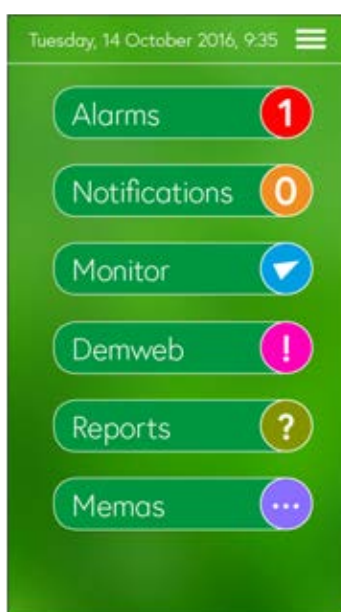 Tuesday, 14 October 2016, 9:35
Alarms 1
Notifications 0
Monitor
Demweb !
Reports ?
Memas ...